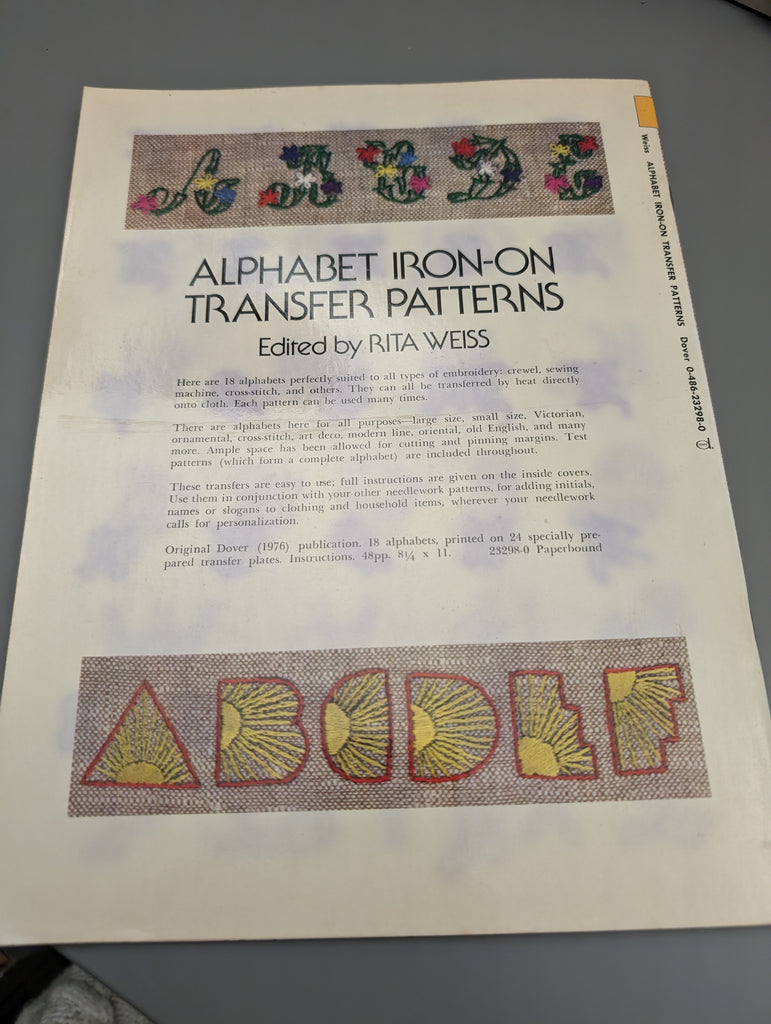 A B C D E
ALPHABET IRON-ON
TRANSFER PATTERNS
Edited by RITA WEISS
Here are 18 alphabets perfectly suited to all types of embroidery: crewel, sewing
machine, cross-stitch, and others. They can all be transferred by heat directly
onto cloth. Each pattern can be used many times.
There are alphabets here for all purposes—large size, small size, Victorian,
ornamental, cross-stitch, art deco, modern line, oriental, old English, and many
more. Ample space has been allowed for cutting and pinning margins. Test
patterns (which form a complete alphabet) are included throughout.
These transfers are easy to use; full instructions are given on the inside covers.
Use them in conjunction with your other needlework patterns, for adding initials,
names or slogans to clothing and household items, wherever your needlework
calls for personalization.
Original Dover (1976) publication. 18 alphabets, printed on 24 specially pre-
pared transfer plates. Instructions. 48pp. 8¼ x 11. 23298-0 Paperbound
A B C D E F
Weiss ALPHABET IRON-ON TRANSFER PATTERNS Dover 0-486-23298-0